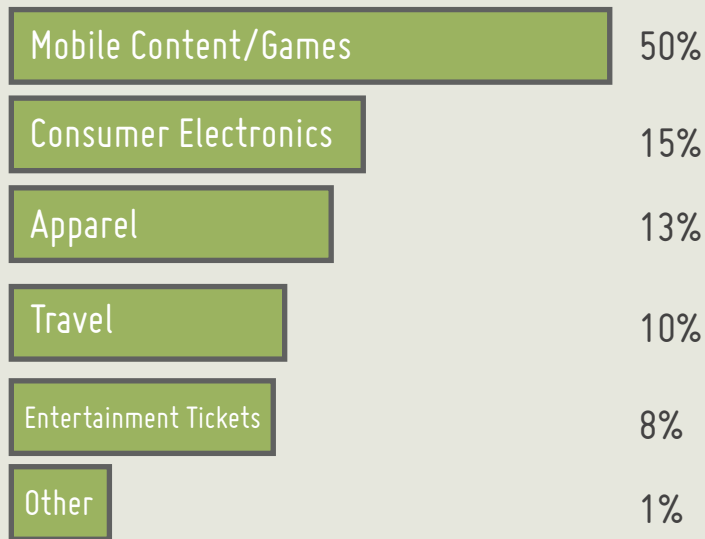 Mobile Content/Games 50%
Consumer Electronics 15%
Apparel 13%
Travel 10%
Entertainment Tickets 8%
Other 1%